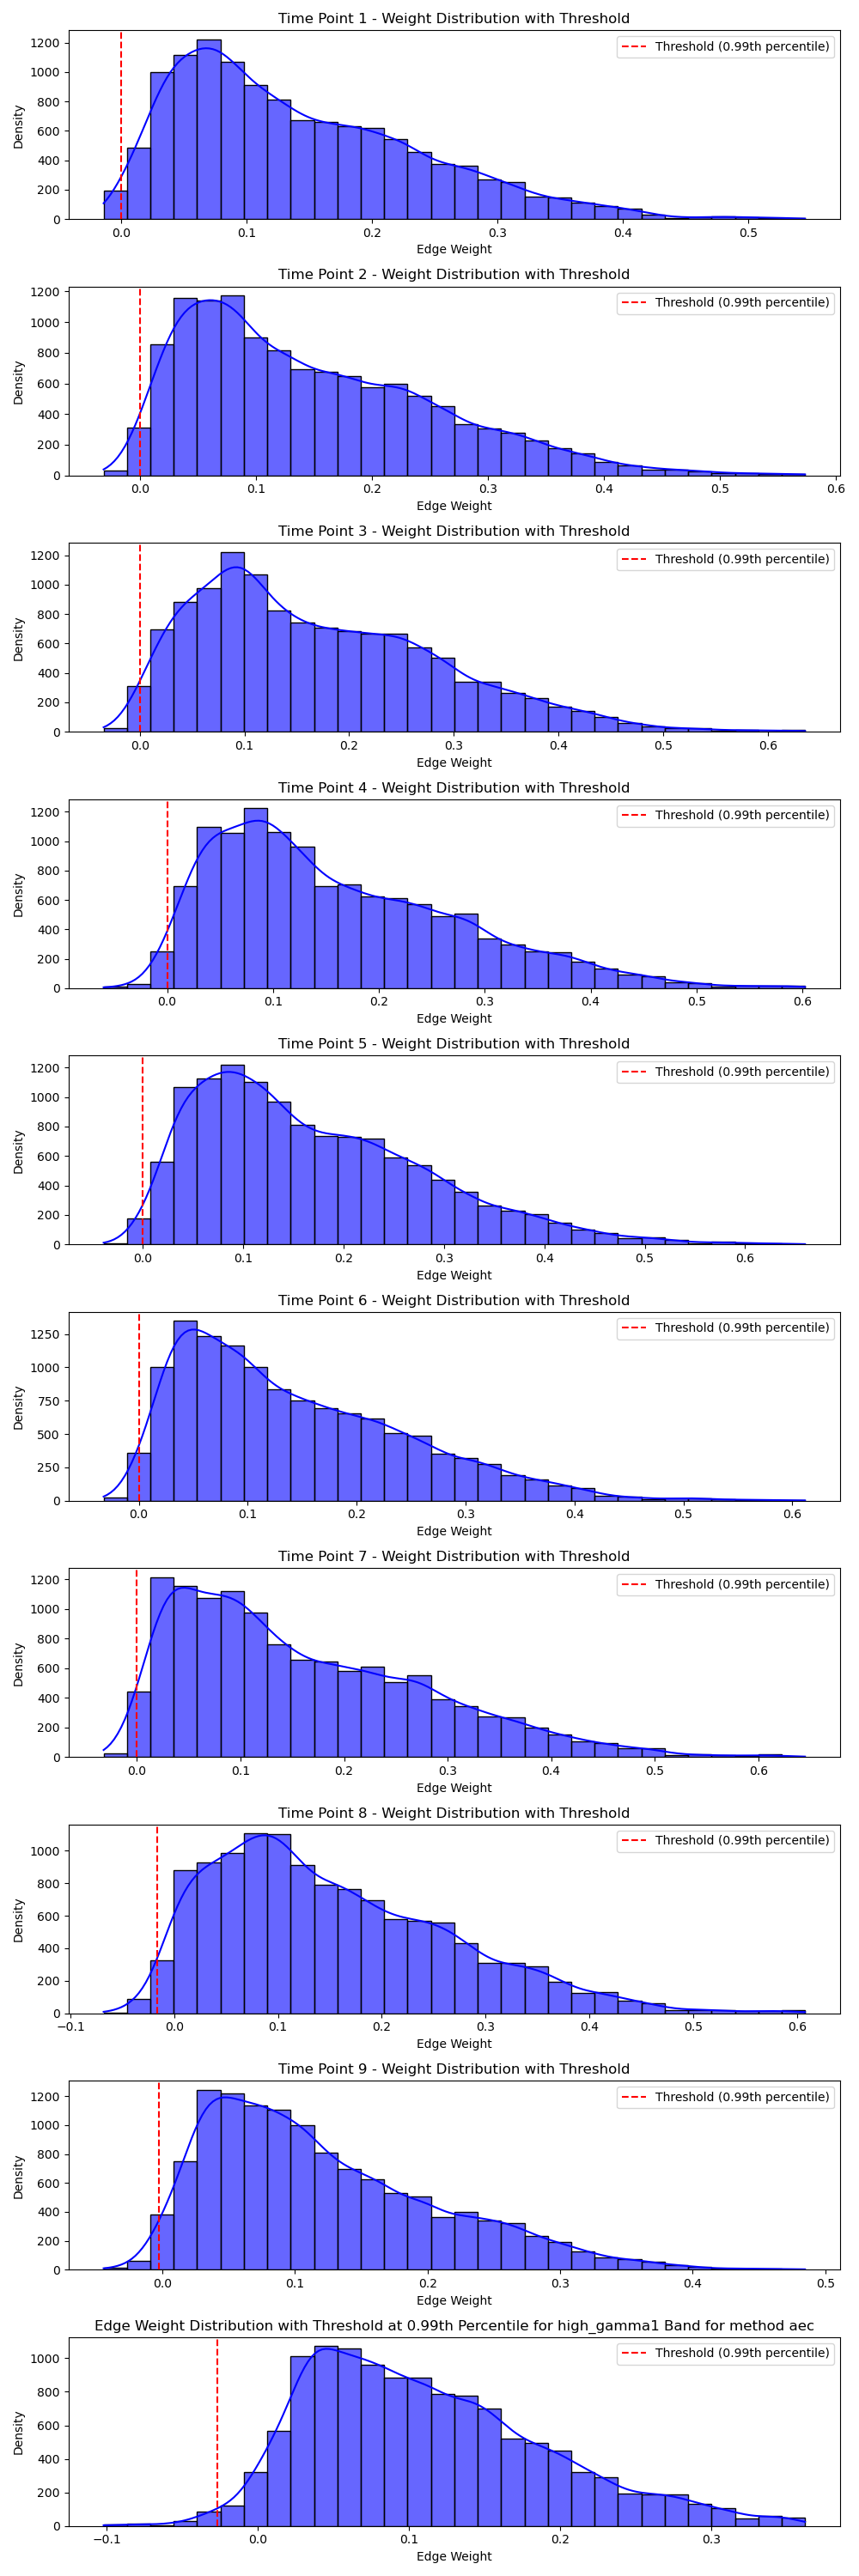 Time Point 1 - Weight Distribution with Threshold
1200
1000
800
600
400
200
0
Density
Threshold (0.99th percentile)
0.0 0.1 0.2 0.3 0.4 0.5
Edge Weight
Time Point 2 - Weight Distribution with Threshold
1200
1000
800
600
400
200
0
Density
Threshold (0.99th percentile)
0.0 0.1 0.2 0.3 0.4 0.5 0.6
Edge Weight
Time Point 3 - Weight Distribution with Threshold
1200
1000
800
600
400
200
0
Density
Threshold (0.99th percentile)
0.0 0.1 0.2 0.3 0.4 0.5 0.6
Edge Weight
Time Point 4 - Weight Distribution with Threshold
1200
1000
800
600
400
200
0
Density
Threshold (0.99th percentile)
0.0 0.1 0.2 0.3 0.4 0.5 0.6
Edge Weight
Time Point 5 - Weight Distribution with Threshold
1200
1000
800
600
400
200
0
Density
Threshold (0.99th percentile)
0.0 0.1 0.2 0.3 0.4 0.5 0.6
Edge Weight
Time Point 6 - Weight Distribution with Threshold
1250
1000
750
500
250
0
Density
Threshold (0.99th percentile)
0.0 0.1 0.2 0.3 0.4 0.5 0.6
Edge Weight
Time Point 7 - Weight Distribution with Threshold
1200
1000
800
600
400
200
0
Density
Threshold (0.99th percentile)
0.0 0.1 0.2 0.3 0.4 0.5 0.6
Edge Weight
Time Point 8 - Weight Distribution with Threshold
1000
800
600
400
200
0
Density
Threshold (0.99th percentile)
−0.1 0.0 0.1 0.2 0.3 0.4 0.5 0.6
Edge Weight
Time Point 9 - Weight Distribution with Threshold
1200
1000
800
600
400
200
0
Density
Threshold (0.99th percentile)
0.0 0.1 0.2 0.3 0.4 0.5
Edge Weight
Edge Weight Distribution with Threshold at 0.99th Percentile for high_gamma1 Band for method aec
1000
800
600
400
200
0
Density
Threshold (0.99th percentile)
−0.1 0.0 0.1 0.2 0.3
Edge Weight